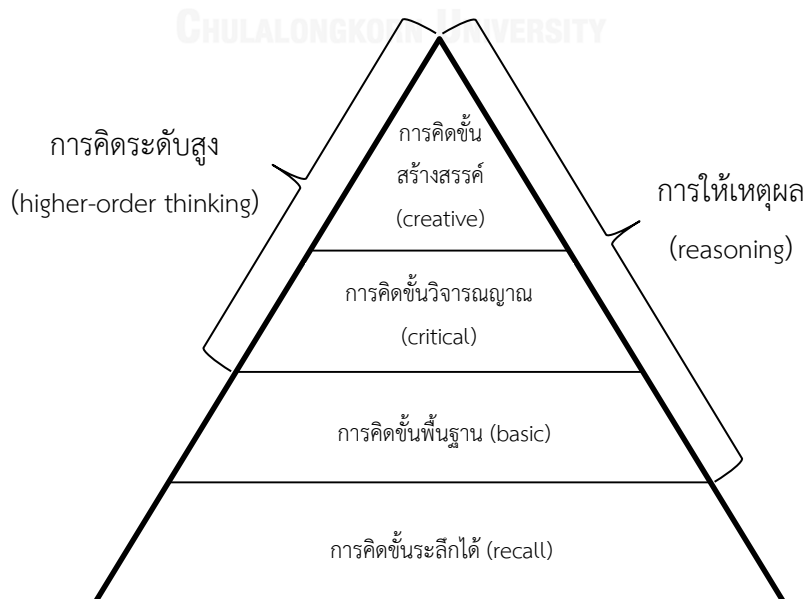 CHULALONGKORN UNIVERSITY
การคิดขั้น
สร้างสรรค์
(creative)
การคิดระดับสูง
(higher-order thinking)
การให้เหตุผล
(reasoning)
การคิดขั้นวิจารณญาณ
(critical)
การคิดขั้นพื้นฐาน (basic)
การคิดขั้นระลึกได้ (recall)